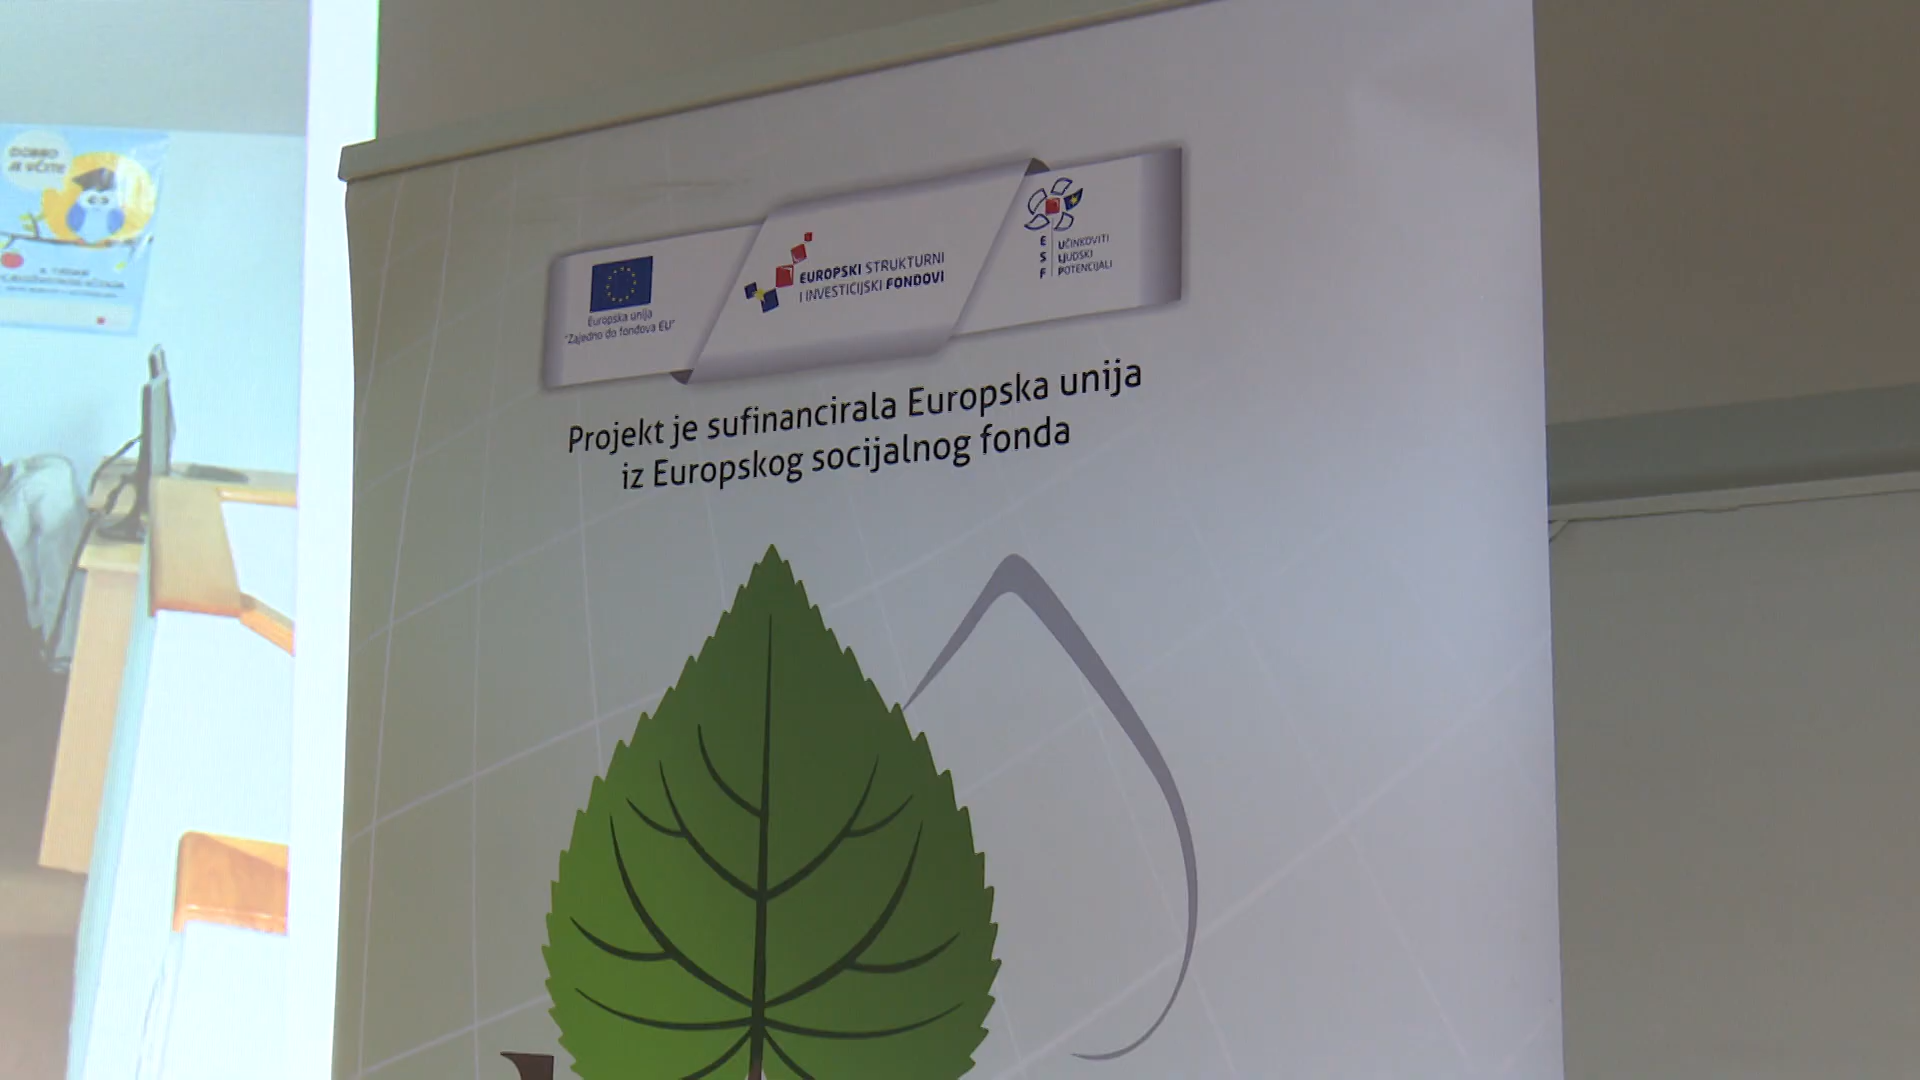 DOBRO
JE UČITI!
Europska unija
"Zajedno do fondova EU"
EUROPSKI STRUKTURNI
I INVESTICIJSKI FONDOVI
E
S
F
UČINKOVITI
LJUDSKI
POTENCIJALI
Projekt je sufinancirala Europska unija
iz Europskog socijalnog fonda